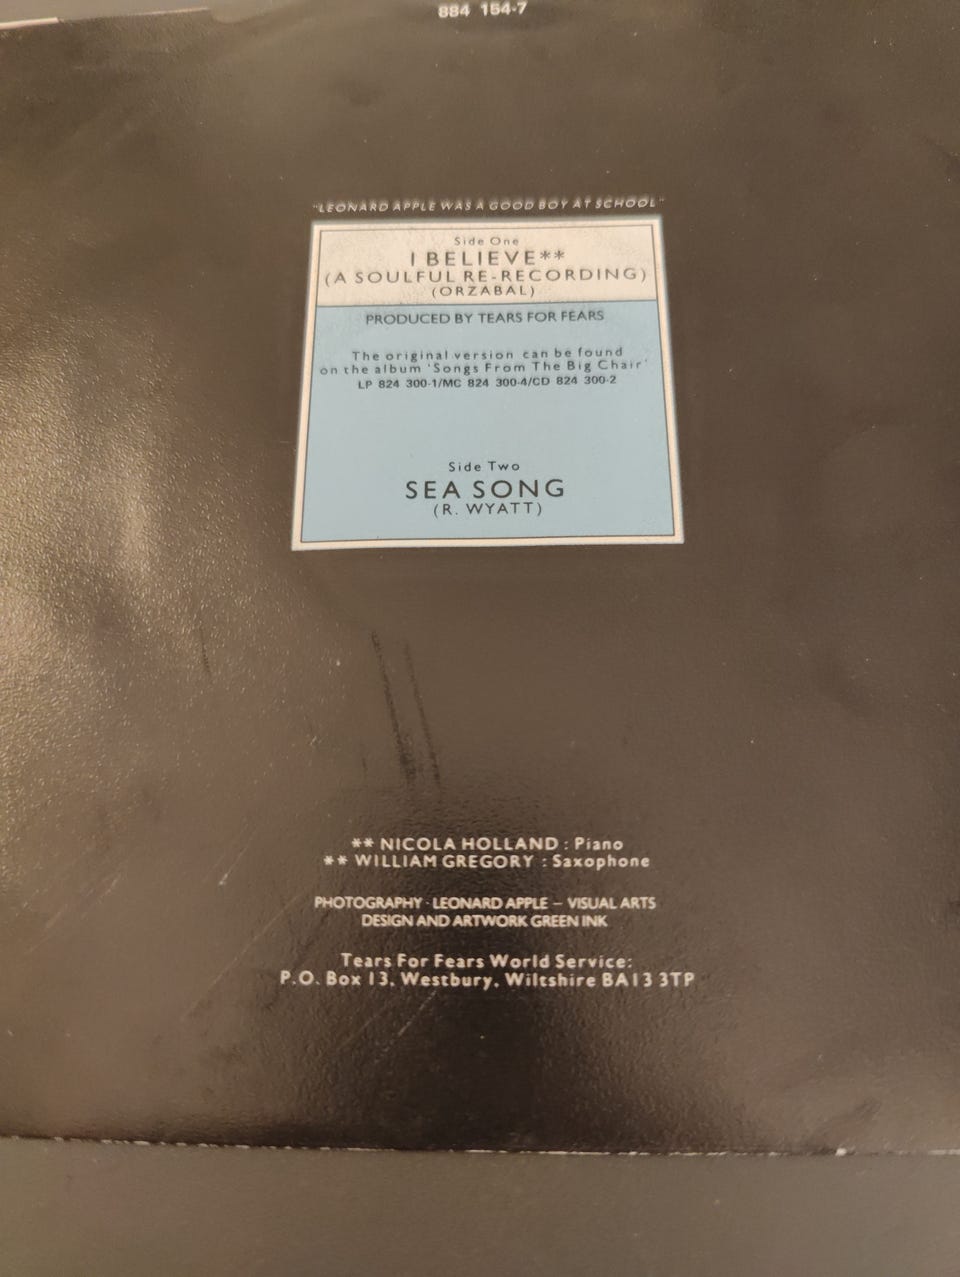 884 154-7
"LEONARD APPLE WAS A GOOD BOY AT SCHOOL"
Side One
I BELIEVE**
(A SOULFUL RE-RECORDING)
(ORZABAL)
PRODUCED BY TEARS FOR FEARS
The original version can be found
on the album 'Songs From The Big Chair'
LP 824 300-1/MC 824 300-4/CD 824 300-2
Side Two
SEA SONG
(R. WYATT)
** NICOLA HOLLAND : Piano
** WILLIAM GREGORY : Saxophone
PHOTOGRAPHY · LEONARD APPLE – VISUAL ARTS
DESIGN AND ARTWORK GREEN INK
Tears For Fears World Service:
P.O. Box 13, Westbury, Wiltshire BA13 3TP